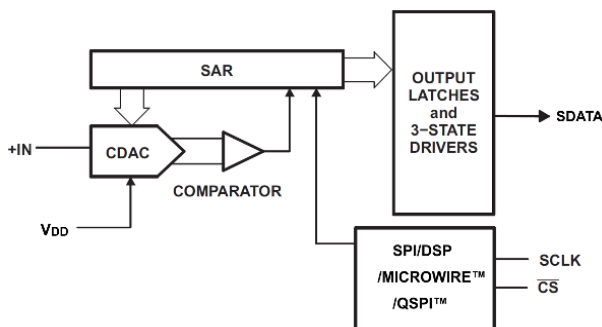 SAR
OUTPUT
LATCHES
and
3−STATE
DRIVERS
SDATA
+IN
CDAC
COMPARATOR
VDD
SPI/DSP
/MICROWIRE™
/QSPI™
SCLK
CS